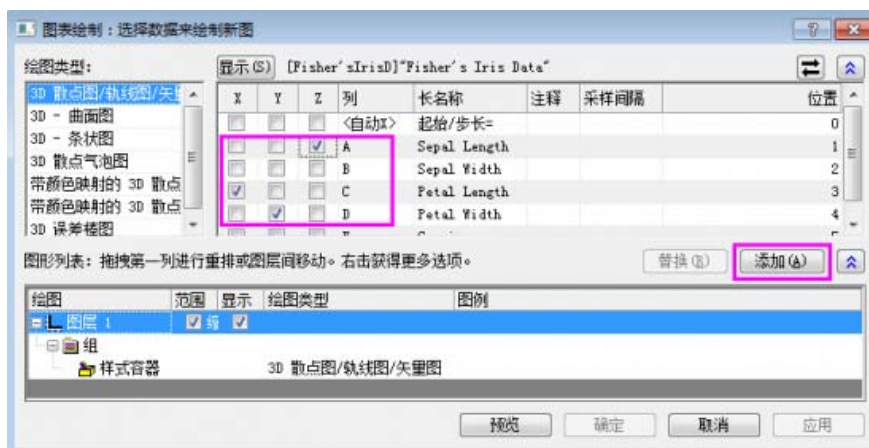 图表绘制：选择数据来绘制新图
绘图类型：
显示(S) [Fisher'sIrisD]"Fisher's Iris Data"
3D 散点图/轨线图/矢
3D - 曲面图
3D - 条状图
3D 散点气泡图
带颜色映射的 3D 散点
带颜色映射的 3D 散点
3D 误差棒图
X Y Z 列 长名称 注释 采样间隔 位置
<自动X> 起始/步长= 0
A Sepal Length 1
B Sepal Width 2
C Petal Length 3
D Petal Width 4
图形列表：拖拽第一列进行重排或图层间移动。右击获得更多选项。
替换(R) 添加(A)
绘图 范围 显示 绘图类型 图例
图层 1 缩
组
样式容器 3D 散点图/轨线图/矢量图
预览 确定 取消 应用